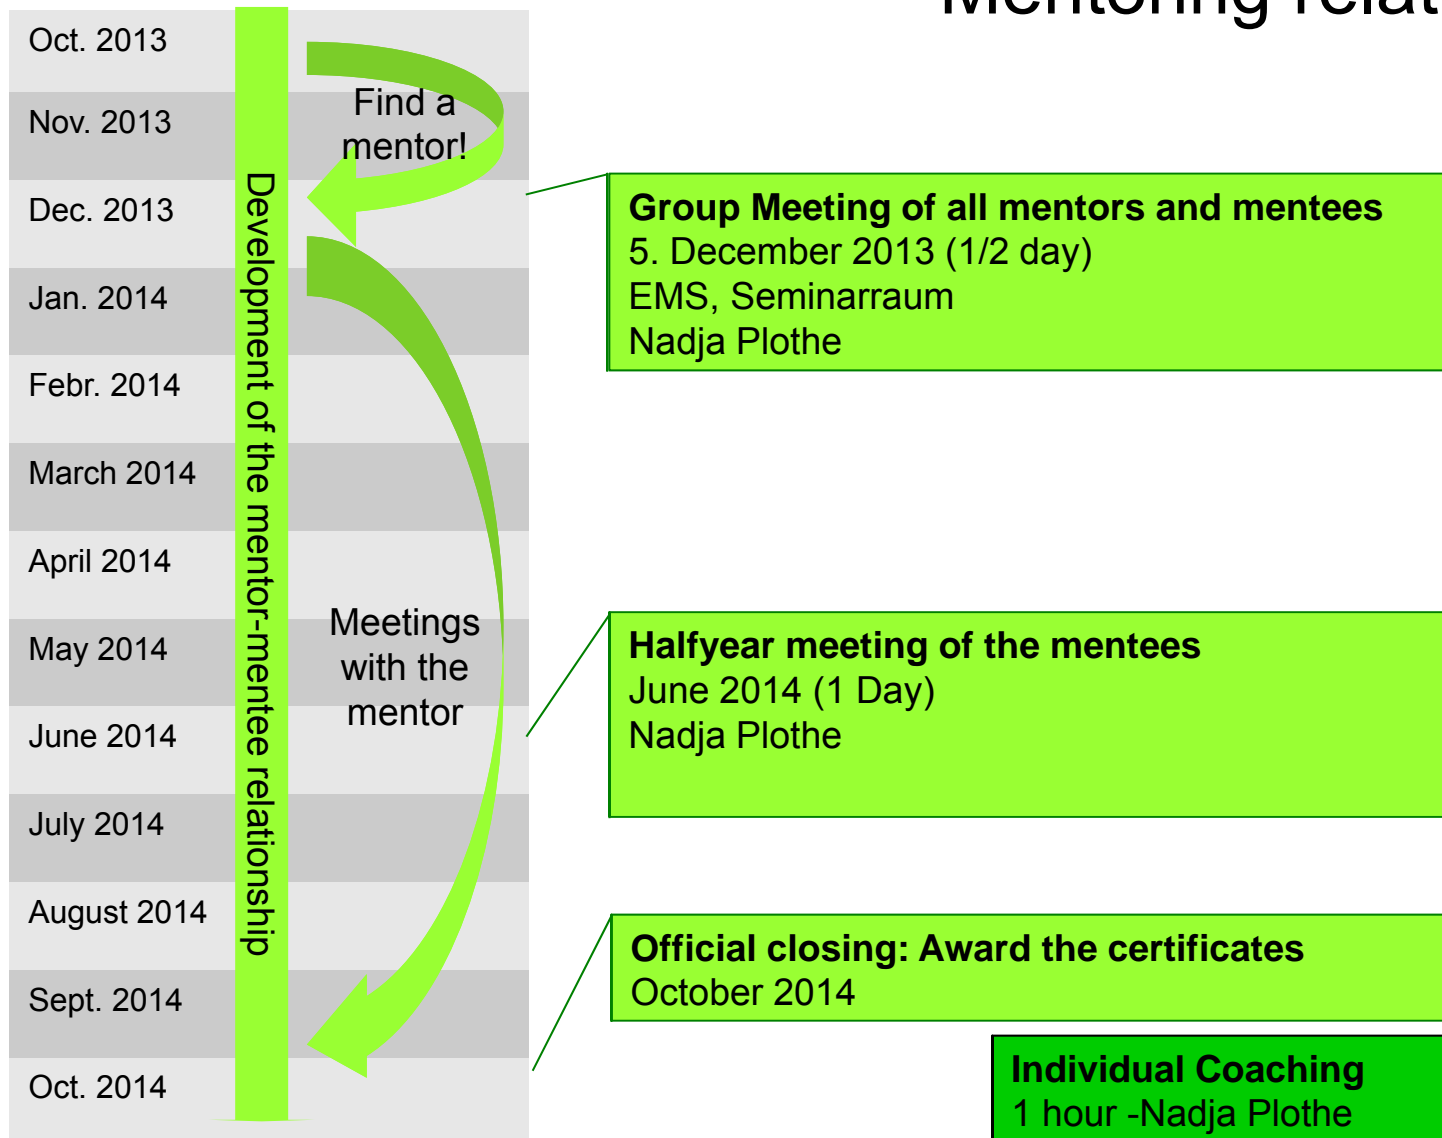 Mentoring
Oct. 2013
Nov. 2013
Dec. 2013
Jan. 2014
Febr. 2014
March 2014
April 2014
May 2014
June 2014
July 2014
August 2014
Sept. 2014
Oct. 2014
Development of the mentor-mentee relationship
Find a
mentor!
Meetings
with the
mentor
Group Meeting of all mentors and mentees
5. December 2013 (1/2 day)
EMS, Seminarraum
Nadja Plothe
Halfyear meeting of the mentees
June 2014 (1 Day)
Nadja Plothe
Official closing: Award the certificates
October 2014
Individual Coaching
1 hour -Nadja Plothe